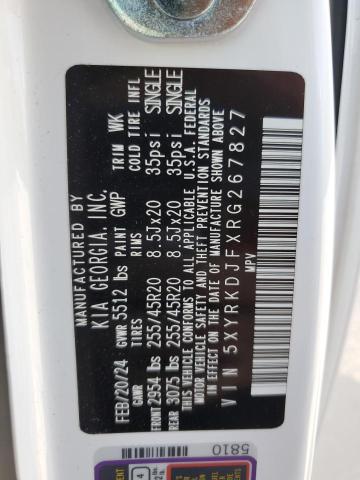 MANUFACTURED BY
KIA GEORGIA, INC.
FEB/20/24 GVWR 5512 lbs PAINT GWP TRIM WK
GAWR TIRES RIMS COLD TIRE INFL
FRONT 2954 lbs 255/45R20 8.5Jx20 35psi SINGLE
REAR 3075 lbs 255/45R20 8.5Jx20 35psi SINGLE
THIS VEHICLE CONFORMS TO ALL APPLICABLE U.S.A. FEDERAL
MOTOR VEHICLE SAFETY AND THEFT PREVENTION STANDARDS
IN EFFECT ON THE DATE OF MANUFACTURE SHOWN ABOVE
VIN 5XYRKDJFXRG267827
MPV
5810